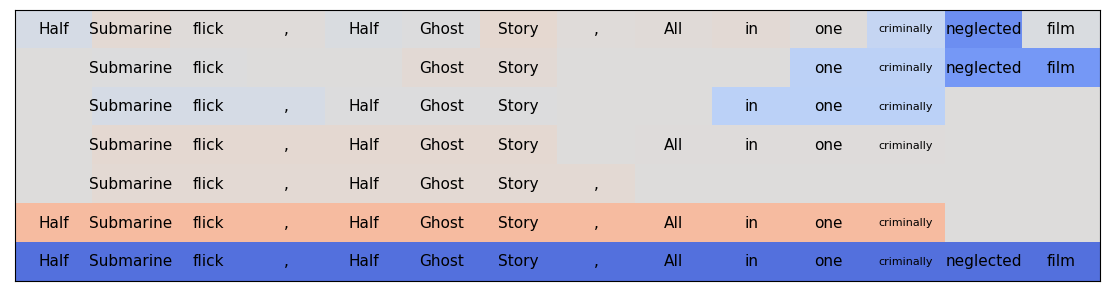 Half Submarine flick , Half Ghost Story , All in one criminally neglected film
Submarine flick Ghost Story one criminally neglected film
Submarine flick , Half Ghost Story in one criminally
Submarine flick , Half Ghost Story All in one criminally
Submarine flick , Half Ghost Story ,
Half Submarine flick , Half Ghost Story , All in one criminally
Half Submarine flick , Half Ghost Story , All in one criminally neglected film